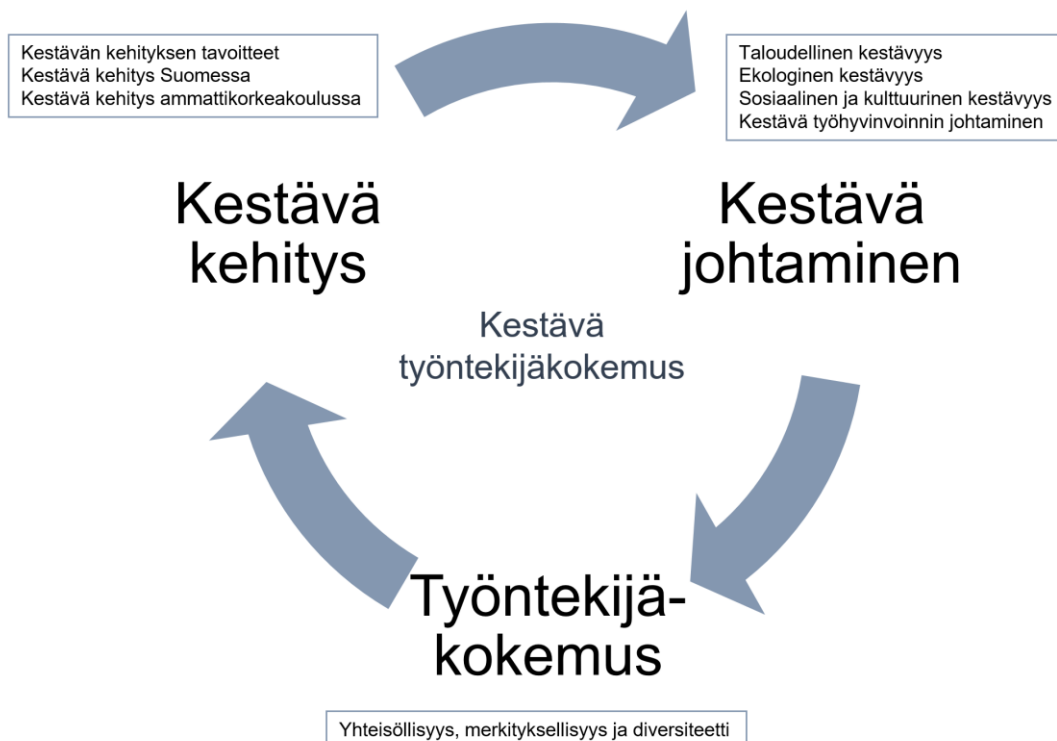 Kestävän kehityksen tavoitteet
Kestävä kehitys Suomessa
Kestävä kehitys ammattikorkeakoulussa
Taloudellinen kestävyys
Ekologinen kestävyys
Sosiaalinen ja kulttuurinen kestävyys
Kestävä työhyvinvoinnin johtaminen
Kestävä
kehitys
Kestävä
johtaminen
Kestävä
työntekijäkokemus
Työntekijä-
kokemus
Yhteisöllisyys, merkityksellisyys ja diversiteetti